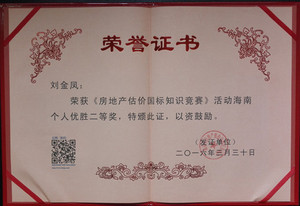 荣誉证书
刘金凤：
荣获《房地产估价国标知识竞赛》活动海南
个人优胜二等奖，特颁此证，以资鼓励。
（发证单位）
二〇一六年三月三十日